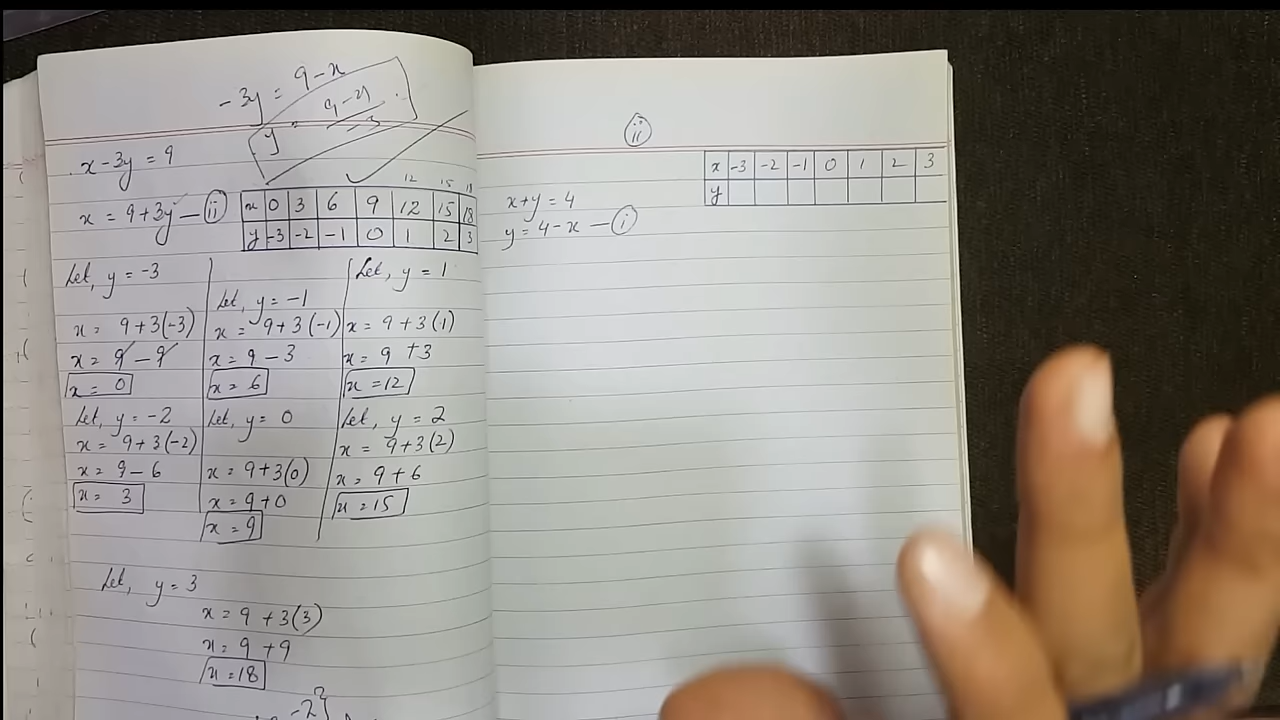 -3y = 9-x
y =
x-3y = 9
x = 9+3y — (ii)
12 15 18
x 0 3 6 9 12 15 18
y -3 -2 -1 0 1 2 3
Let, y = -3
x = 9+3(-3)
x = 9-9
x = 0
Let, y = -2
x = 9+3(-2)
x = 9-6
x = 3
Let, y = -1
x = 9+3(-1)
x = 9-3
x = 6
Let, y = 0
x = 9+3(0)
x = 9+0
x = 9
Let, y = 1
x = 9+3(1)
x = 9+3
x = 12
Let, y = 2
x = 9+3(2)
x = 9+6
x = 15
Let, y = 3
x = 9+3(3)
x = 9+9
x = 18
(ii)
x -3 -2 -1 0 1 2 3
y
x+y = 4
y = 4-x — (i)